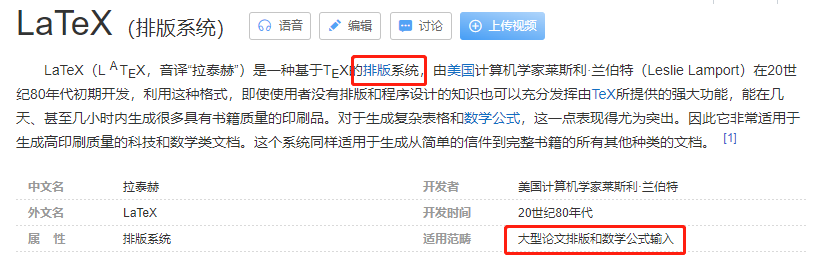 LaTeX（排版系统） 语音 编辑 讨论 上传视频
LaTeX（L A TEX，音译“拉泰赫”）是一种基于TEX的排版系统，由美国计算机学家莱斯利·兰伯特（Leslie Lamport）在20世
纪80年代初期开发，利用这种格式，即使使用者没有排版和程序设计的知识也可以充分发挥由TeX所提供的强大功能，能在几
天、甚至几小时内生成很多具有书籍质量的印刷品。对于生成复杂表格和数学公式，这一点表现得尤为突出。因此它非常适用于
生成高印刷质量的科技和数学类文档。这个系统同样适用于生成从简单的信件到完整书籍的所有其他种类的文档。 [1]
中文名 拉泰赫 开发者 美国计算机学家莱斯利·兰伯特
外文名 LaTeX 开发时间 20世纪80年代
属 性 排版系统 适用范畴 大型论文排版和数学公式输入